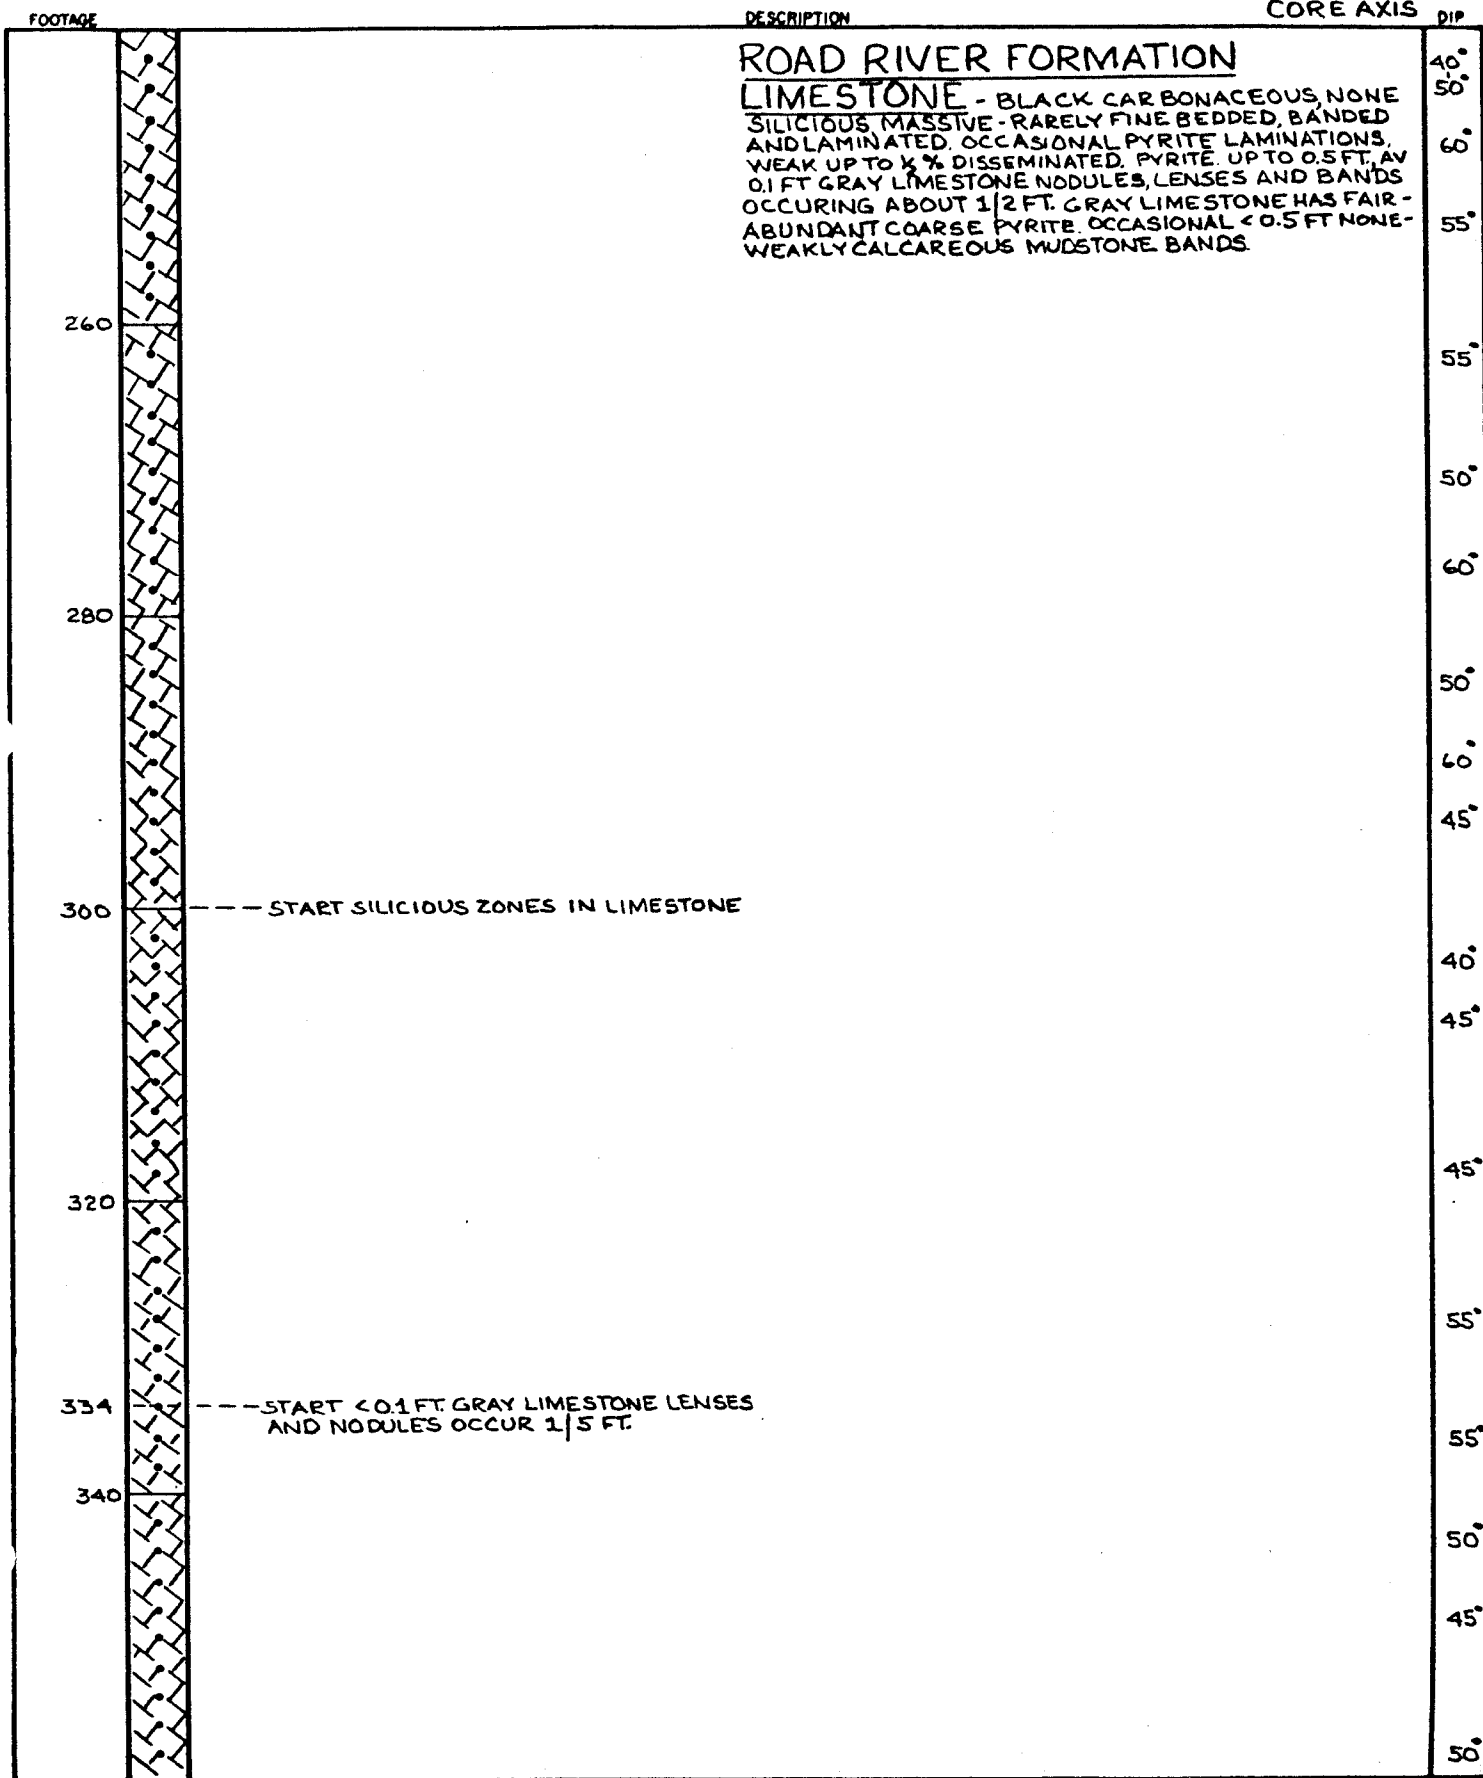 FOOTAGE DESCRIPTION CORE AXIS DIP
ROAD RIVER FORMATION
40°
LIMESTONE - BLACK CARBONACEOUS, NONE
50°
SILICIOUS, MASSIVE - RARELY FINE BEDDED, BANDED
AND LAMINATED. OCCASIONAL PYRITE LAMINATIONS,
60°
WEAK UP TO % DISSEMINATED. PYRITE. UP TO 0.5 FT, AV
0.1 FT GRAY LIMESTONE NODULES, LENSES AND BANDS
OCCURING ABOUT 1/2 FT. GRAY LIMESTONE HAS FAIR -
ABUNDANT COARSE PYRITE. OCCASIONAL < 0.5 FT NONE-
55°
WEAKLY CALCAREOUS MUDSTONE BANDS.
260
55°
50°
60°
280
50°
60°
45°
300 --- START SILICIOUS ZONES IN LIMESTONE
40°
45°
45°
320
55°
334 --- START <0.1 FT. GRAY LIMESTONE LENSES
AND NODULES OCCUR 1/5 FT.
55°
340
50°
45°
50°